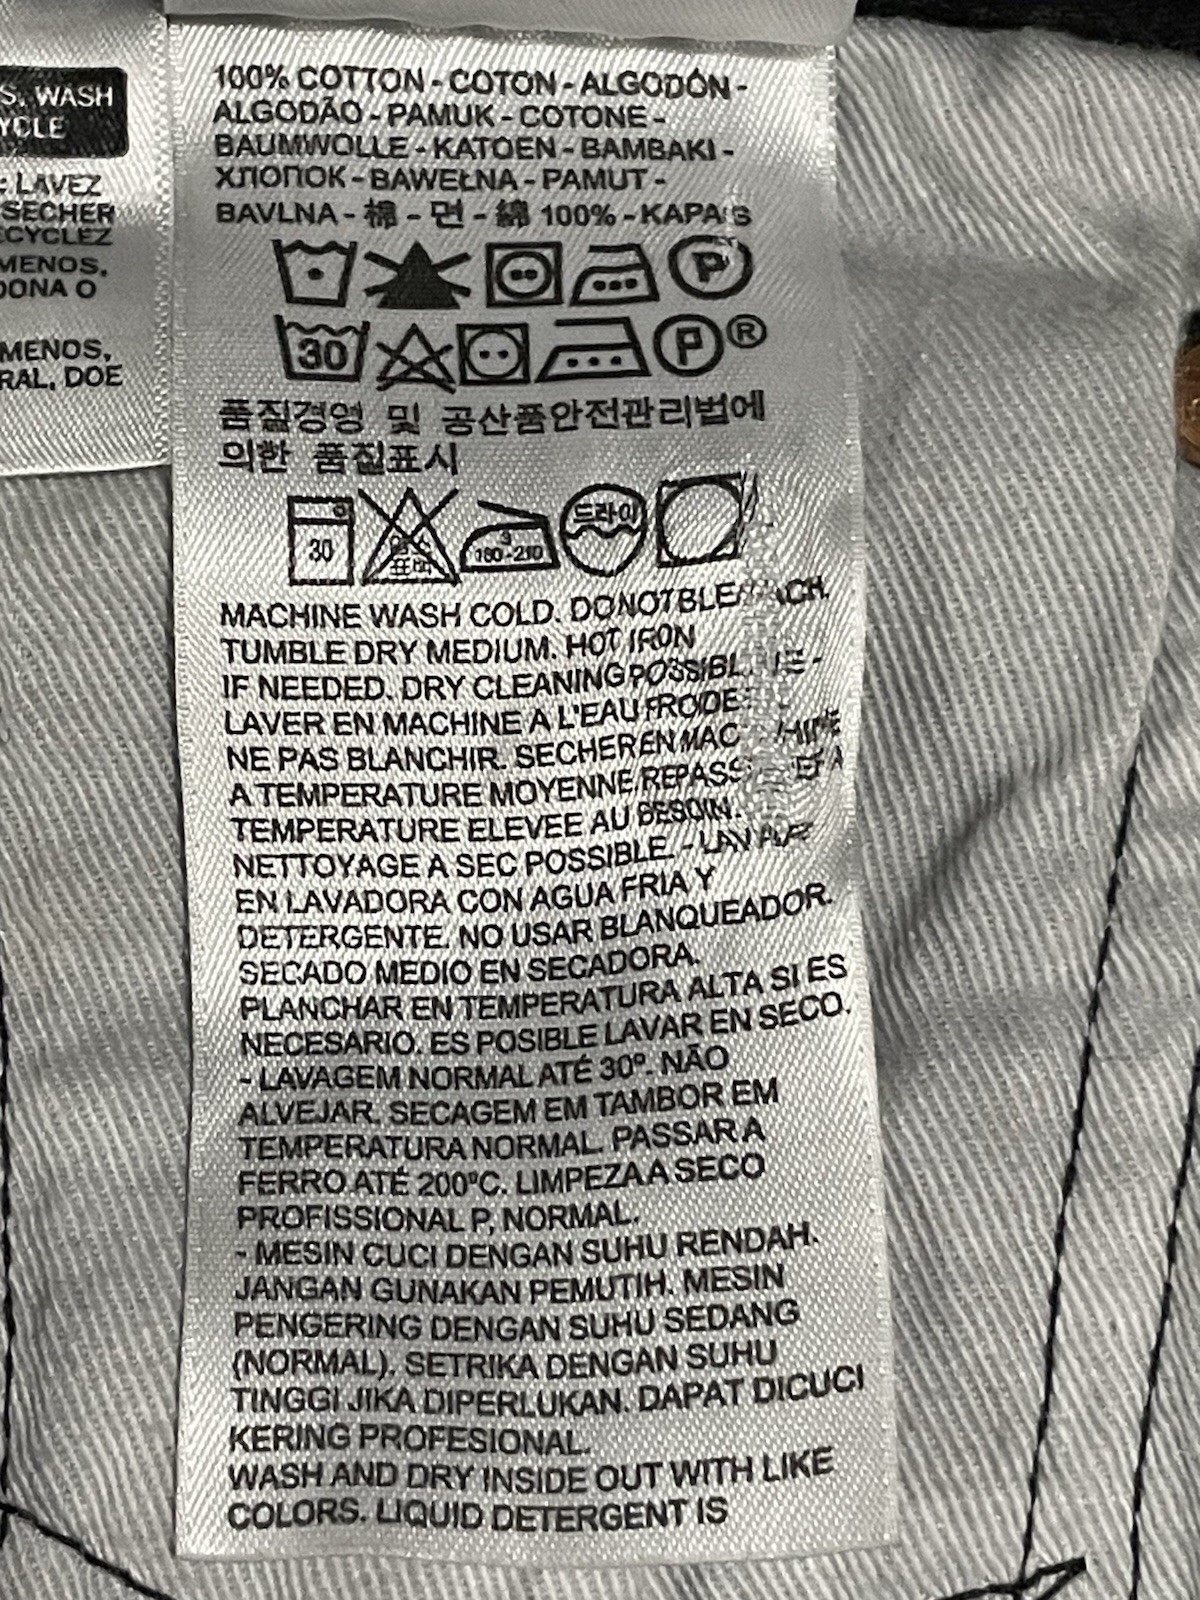 S, WASH
YCLE
: LAVEZ
SECHER
ECYCLEZ
MENOS,
DONA O
MENOS,
RAL, DOE
100% COTTON - COTON - ALGODÓN -
ALGODÃO - PAMUK - COTONE -
BAUMWOLLE - KATOEN - BAMBAKI -
ХЛОПОК - BAWEŁNA - PAMUT -
BAVLNA - 棉 - 면 - 綿 100% - KAPAS
P
30 P ®
품질경영 및 공산품안전관리법에
의한 품질표시
30 3 180-210 드라이
MACHINE WASH COLD. DO NOT BLEACH.
TUMBLE DRY MEDIUM. HOT IRON
IF NEEDED. DRY CLEANING POSSIBLE -
LAVER EN MACHINE A L'EAU FROIDE
NE PAS BLANCHIR. SECHER EN MACHINE
A TEMPERATURE MOYENNE REPASSER A
TEMPERATURE ELEVEE AU BESOIN.
NETTOYAGE A SEC POSSIBLE. - LAVAR
EN LAVADORA CON AGUA FRIA Y
DETERGENTE. NO USAR BLANQUEADOR.
SECADO MEDIO EN SECADORA.
PLANCHAR EN TEMPERATURA ALTA SI ES
NECESARIO. ES POSIBLE LAVAR EN SECO.
- LAVAGEM NORMAL ATÉ 30º. NÃO
ALVEJAR. SECAGEM EM TAMBOR EM
TEMPERATURA NORMAL. PASSAR A
FERRO ATÉ 200ºC. LIMPEZA A SECO
PROFISSIONAL P, NORMAL.
- MESIN CUCI DENGAN SUHU RENDAH.
JANGAN GUNAKAN PEMUTIH. MESIN
PENGERING DENGAN SUHU SEDANG
(NORMAL). SETRIKA DENGAN SUHU
TINGGI JIKA DIPERLUKAN. DAPAT DICUCI
KERING PROFESIONAL.
WASH AND DRY INSIDE OUT WITH LIKE
COLORS. LIQUID DETERGENT IS